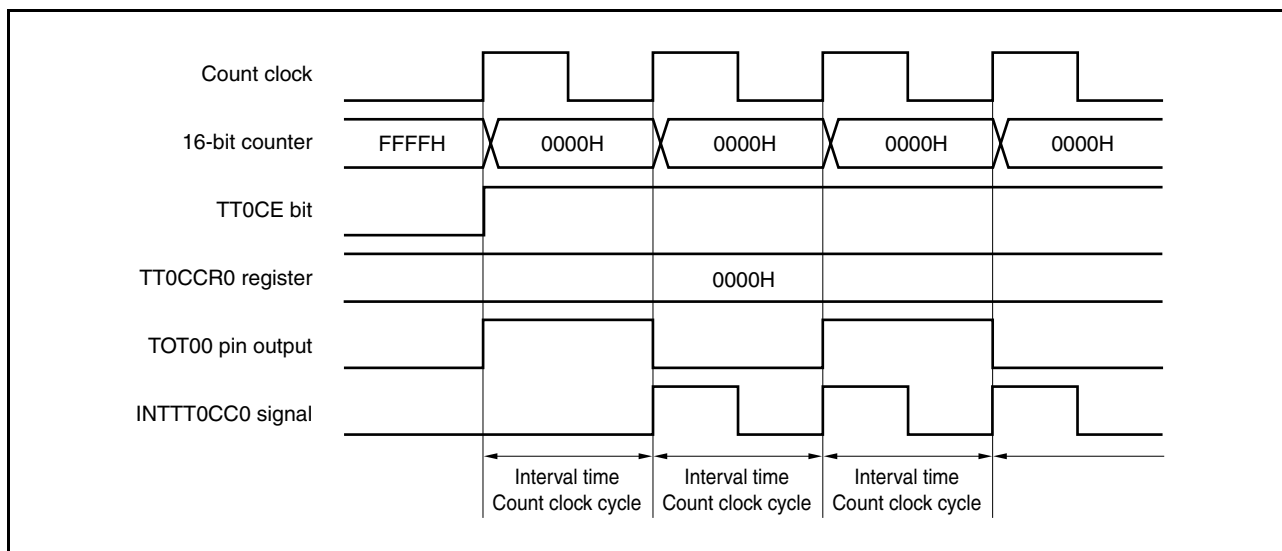 Count clock
16-bit counter FFFFH 0000H 0000H 0000H 0000H
TT0CE bit
TT0CCR0 register 0000H
TOT00 pin output
INTTT0CC0 signal
Interval time Interval time Interval time
Count clock cycle Count clock cycle Count clock cycle